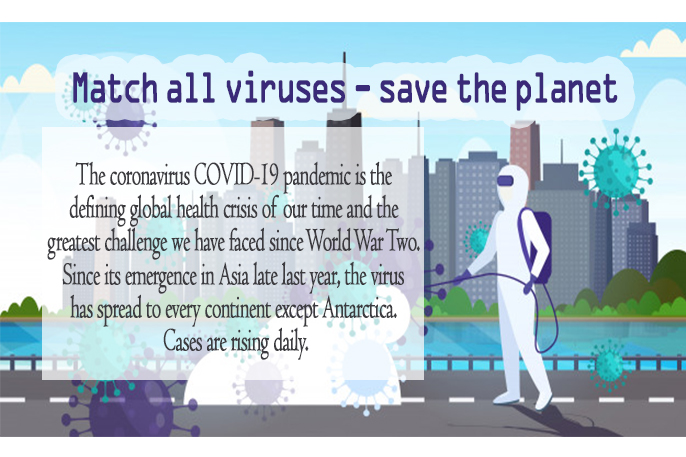 Match all viruses - save the planet
The coronavirus COVID-19 pandemic is the
defining global health crisis of our time and the
greatest challenge we have faced since World War Two.
Since its emergence in Asia late last year, the virus
has spread to every continent except Antarctica.
Cases are rising daily.